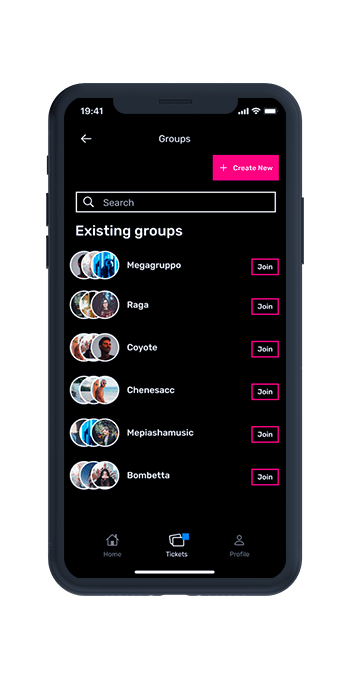 19:41
Groups
+ Create New
Search
Existing groups
Megagruppo
Join
Raga
Join
Coyote
Join
Chenesacc
Join
Mepiashamusic
Join
Bombetta
Join
Home
Tickets
Profile